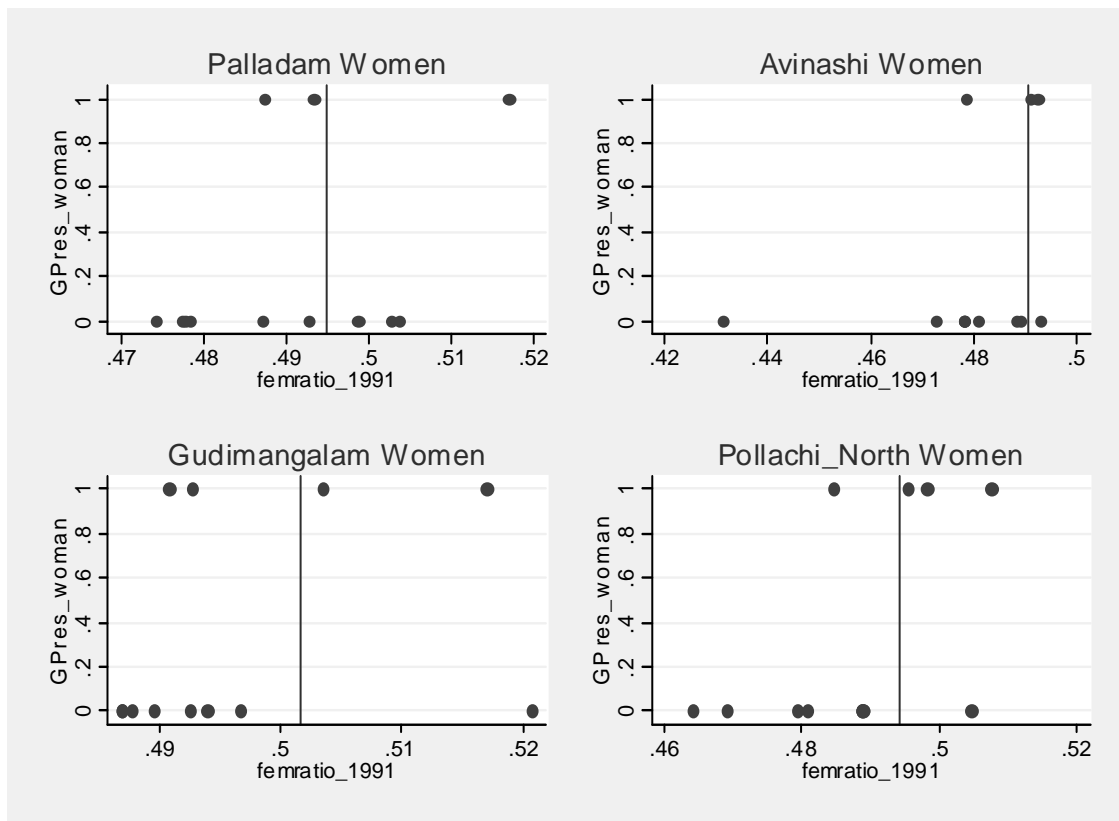 Palladam Women
GPres_woman
0 .2 .4 .6 .8 1
.47 .48 .49 .5 .51 .52
femratio_1991
Avinashi Women
GPres_woman
0 .2 .4 .6 .8 1
.42 .44 .46 .48 .5
femratio_1991
Gudimangalam Women
GPres_woman
0 .2 .4 .6 .8 1
.49 .5 .51 .52
femratio_1991
Pollachi_North Women
GPres_woman
0 .2 .4 .6 .8 1
.46 .48 .5 .52
femratio_1991